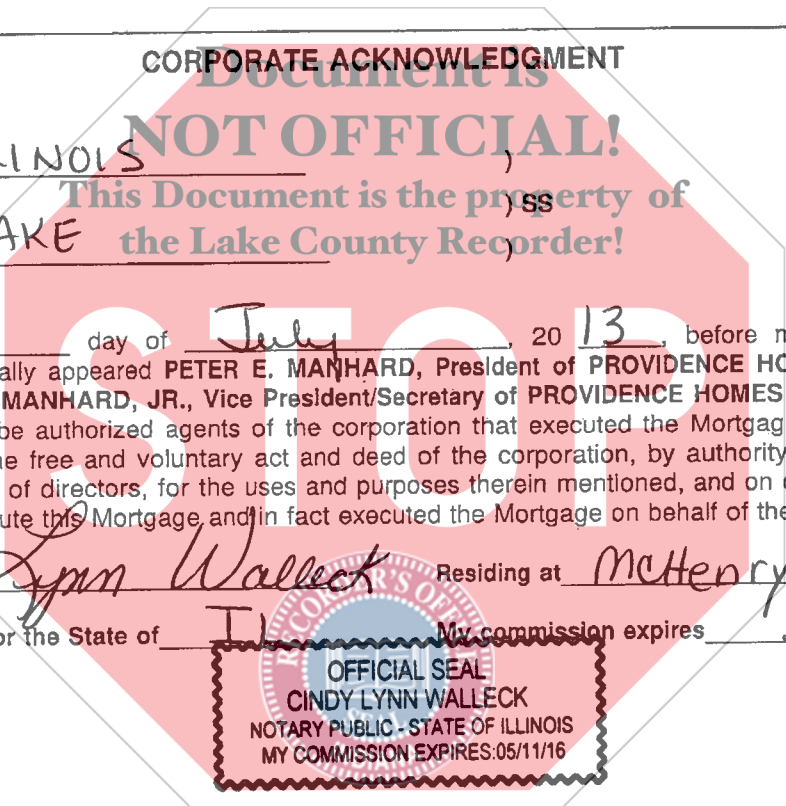 CORPORATE ACKNOWLEDGMENT
Document is
NOT OFFICIAL!
LINOIS )
This Document is the property of
) SS
AKE )
the Lake County Recorder!
STOP
day of July, 20 13, before m
ally appeared PETER E. MANHARD, President of PROVIDENCE HO
MANHARD, JR., Vice President/Secretary of PROVIDENCE HOMES
be authorized agents of the corporation that executed the Mortgag
e free and voluntary act and deed of the corporation, by authority
of directors, for the uses and purposes therein mentioned, and on
ute this Mortgage and in fact executed the Mortgage on behalf of the
Lynn Walleck Residing at McHenry
or the State of IL My commission expires
RECORDER'S OFFICE
SEAL
INDIANA
OFFICIAL SEAL
CINDY LYNN WALLECK
NOTARY PUBLIC - STATE OF ILLINOIS
MY COMMISSION EXPIRES:05/11/16